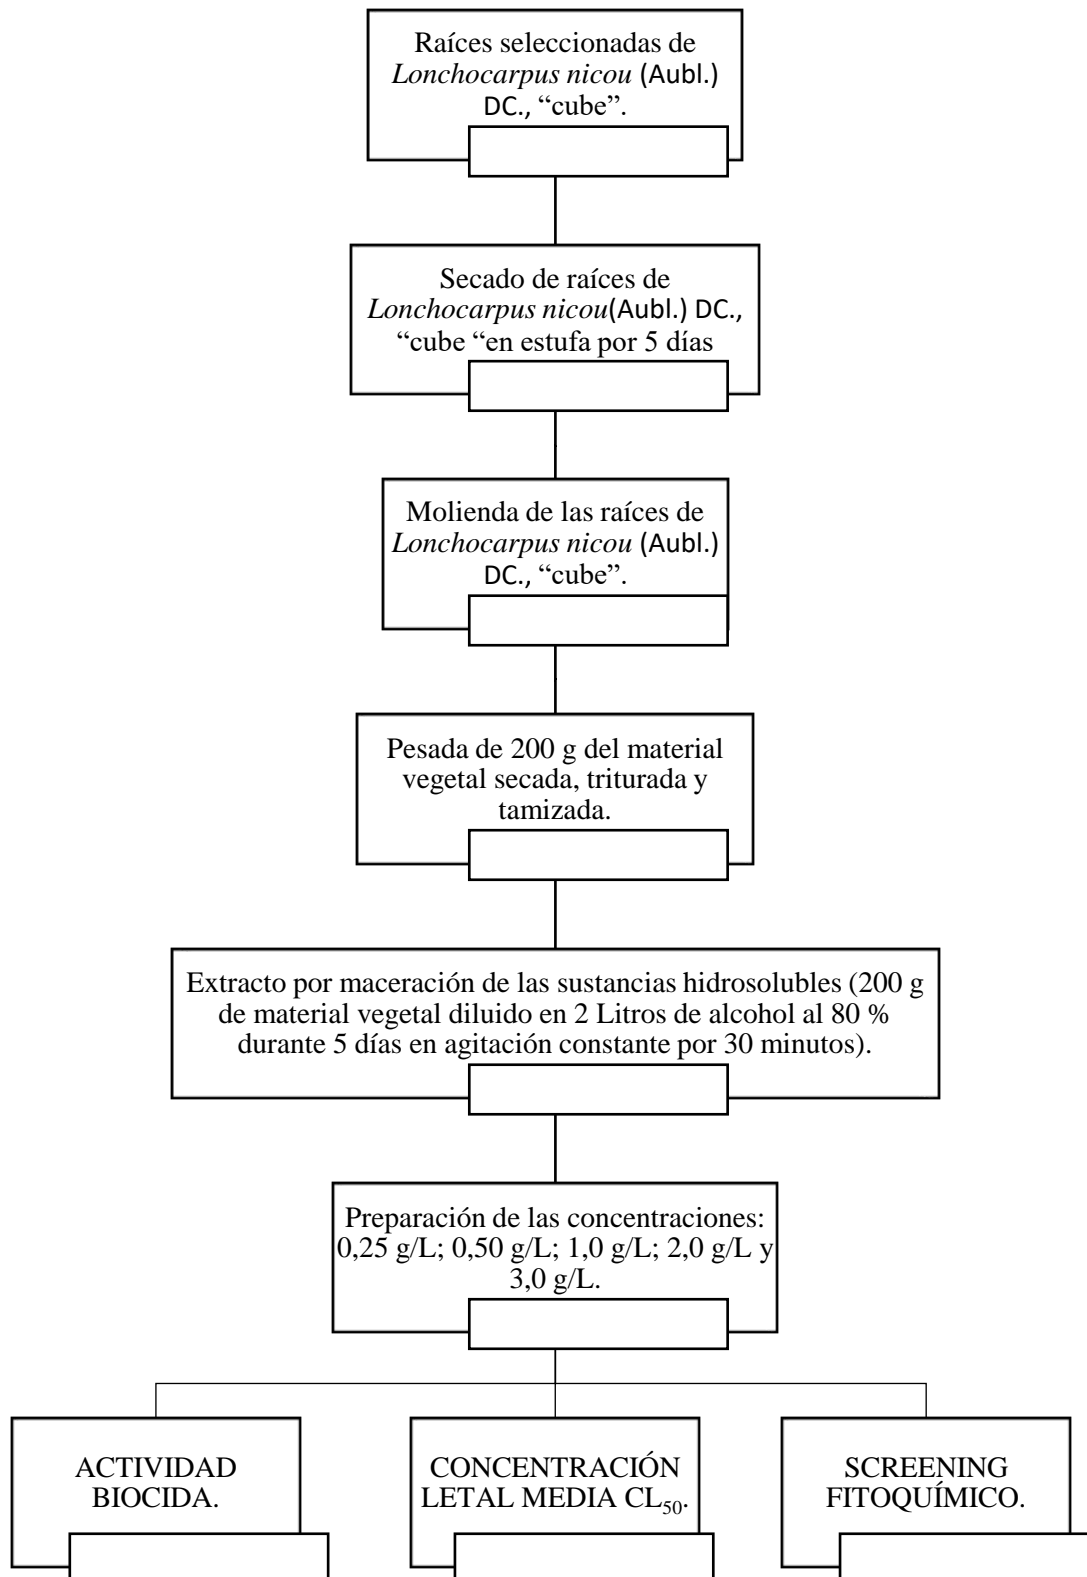 Raíces seleccionadas de
Lonchocarpus nicou (Aubl.)
DC., “cube”.
Secado de raíces de
Lonchocarpus nicou(Aubl.) DC.,
“cube “en estufa por 5 días
Molienda de las raíces de
Lonchocarpus nicou (Aubl.)
DC., “cube”.
Pesada de 200 g del material
vegetal secada, triturada y
tamizada.
Extracto por maceración de las sustancias hidrosolubles (200 g
de material vegetal diluido en 2 Litros de alcohol al 80 %
durante 5 días en agitación constante por 30 minutos).
Preparación de las concentraciones:
0,25 g/L; 0,50 g/L; 1,0 g/L; 2,0 g/L y
3,0 g/L.
ACTIVIDAD
BIOCIDA.
CONCENTRACIÓN
LETAL MEDIA CL₅₀.
SCREENING
FITOQUÍMICO.